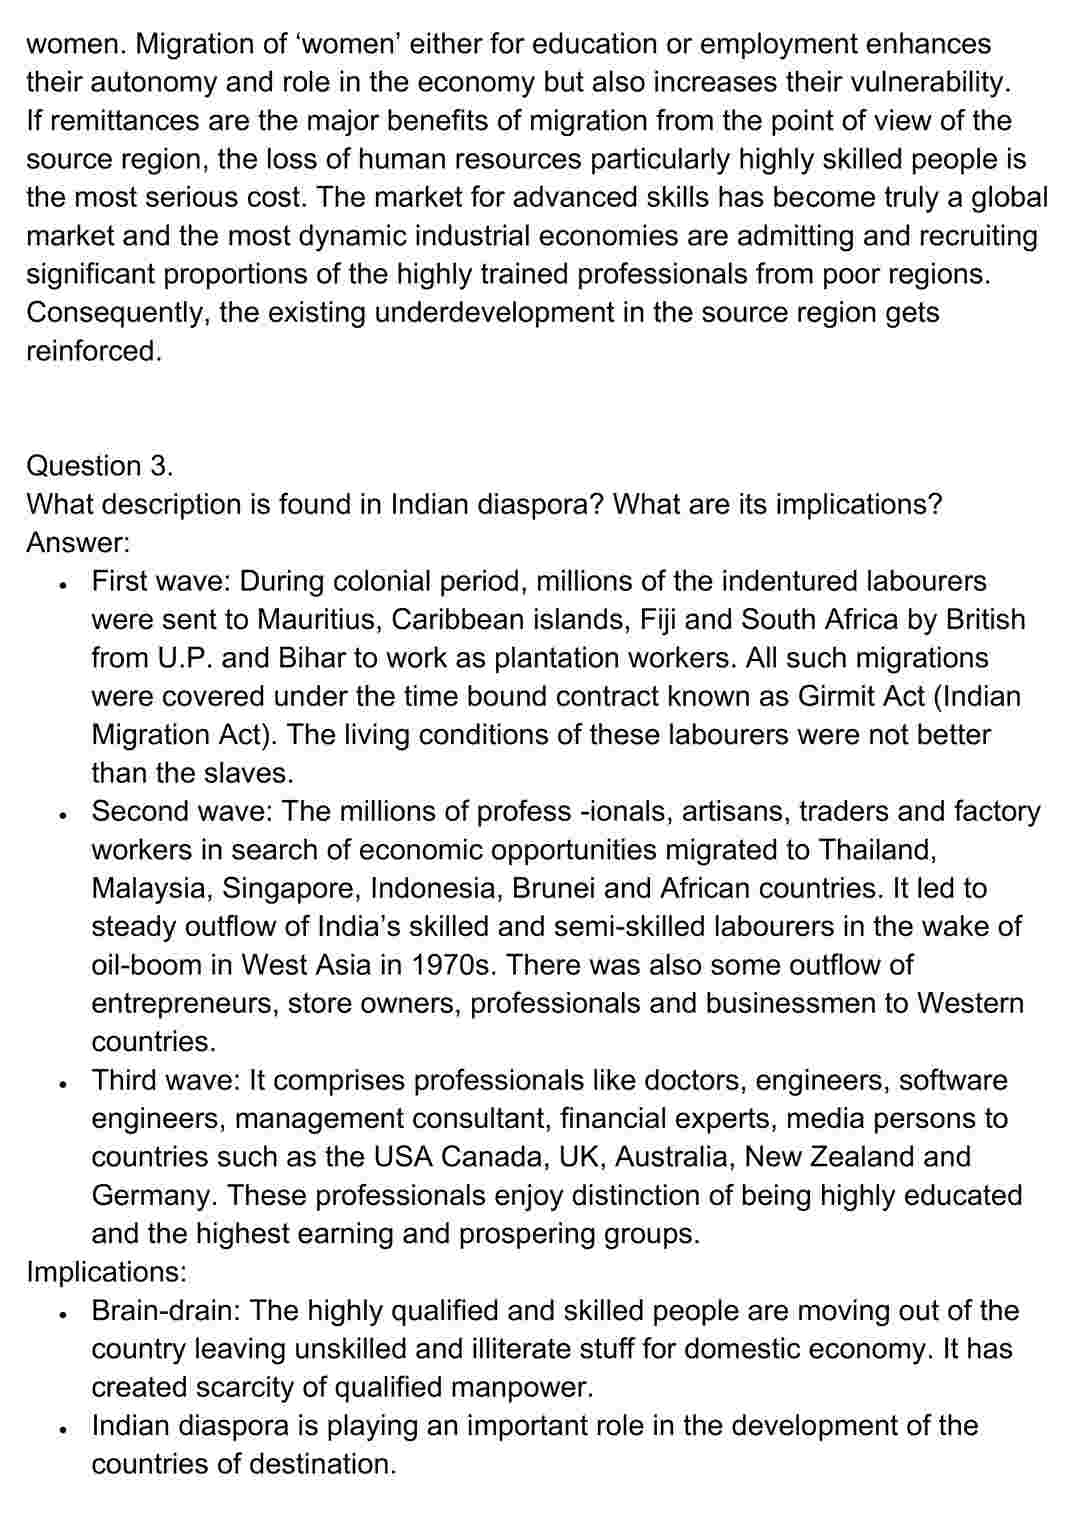 women. Migration of ‘women’ either for education or employment enhances
their autonomy and role in the economy but also increases their vulnerability.
If remittances are the major benefits of migration from the point of view of the
source region, the loss of human resources particularly highly skilled people is
the most serious cost. The market for advanced skills has become truly a global
market and the most dynamic industrial economies are admitting and recruiting
significant proportions of the highly trained professionals from poor regions.
Consequently, the existing underdevelopment in the source region gets
reinforced.
Question 3.
What description is found in Indian diaspora? What are its implications?
Answer:
• First wave: During colonial period, millions of the indentured labourers
were sent to Mauritius, Caribbean islands, Fiji and South Africa by British
from U.P. and Bihar to work as plantation workers. All such migrations
were covered under the time bound contract known as Girmit Act (Indian
Migration Act). The living conditions of these labourers were not better
than the slaves.
• Second wave: The millions of profess -ionals, artisans, traders and factory
workers in search of economic opportunities migrated to Thailand,
Malaysia, Singapore, Indonesia, Brunei and African countries. It led to
steady outflow of India’s skilled and semi-skilled labourers in the wake of
oil-boom in West Asia in 1970s. There was also some outflow of
entrepreneurs, store owners, professionals and businessmen to Western
countries.
• Third wave: It comprises professionals like doctors, engineers, software
engineers, management consultant, financial experts, media persons to
countries such as the USA Canada, UK, Australia, New Zealand and
Germany. These professionals enjoy distinction of being highly educated
and the highest earning and prospering groups.
Implications:
• Brain-drain: The highly qualified and skilled people are moving out of the
country leaving unskilled and illiterate stuff for domestic economy. It has
created scarcity of qualified manpower.
• Indian diaspora is playing an important role in the development of the
countries of destination.